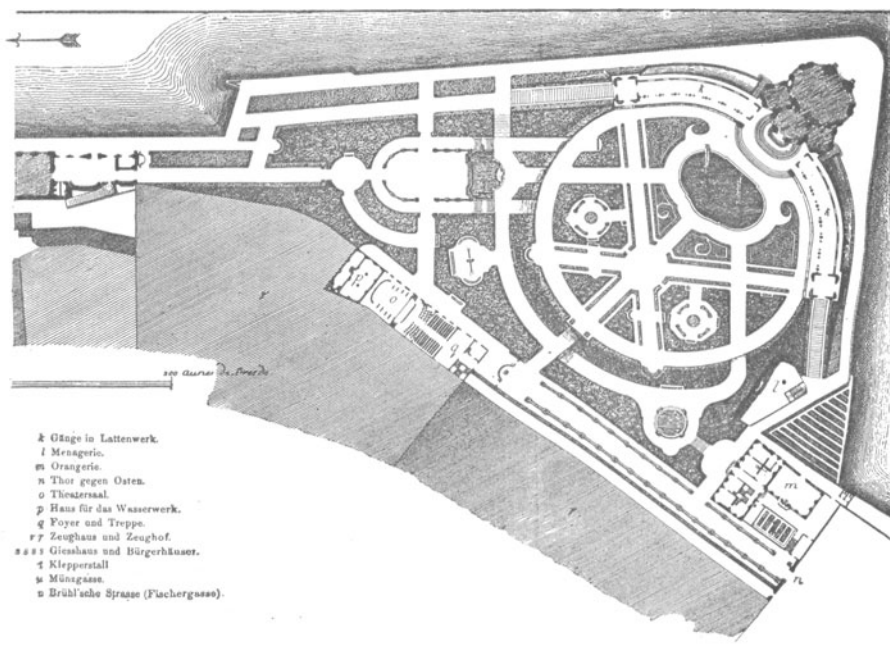 k
k
r
p
o
q
l
m
r
n
k Gänge in Lattenwerk.
l Menagerie.
m Orangerie.
n Thor gegen Osten.
o Theatersaal.
p Haus für das Wasserwerk.
q Foyer und Treppe.
r r Zeughaus und Zeughof.
s s s s Giesshaus und Bürgerhäuser.
t Klepperstall
u Münzgasse.
v Brühl'sche Strasse (Fischergasse).